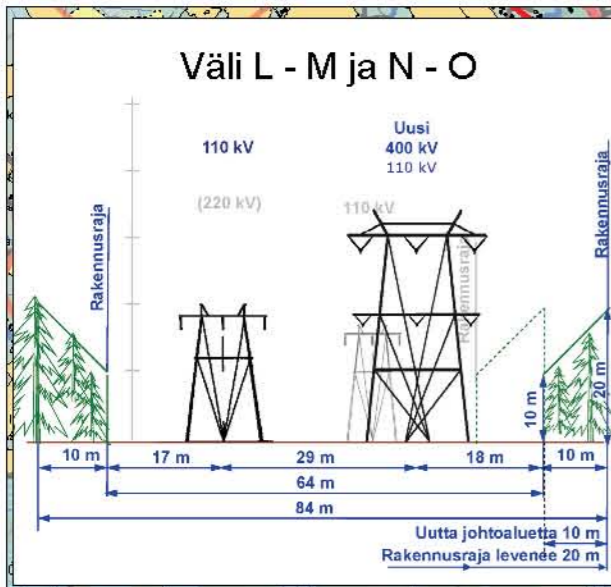 Väli L - M ja N - O
110 kV
Uusi
400 kV
110 kV
(220 kV)
110 kV
Rakennusraja
Rakennusraja
Rakennusraja
10 m
20 m
10 m
17 m
29 m
18 m
10 m
64 m
84 m
Uutta johtoaluetta 10 m
Rakennusraja levenee 20 m